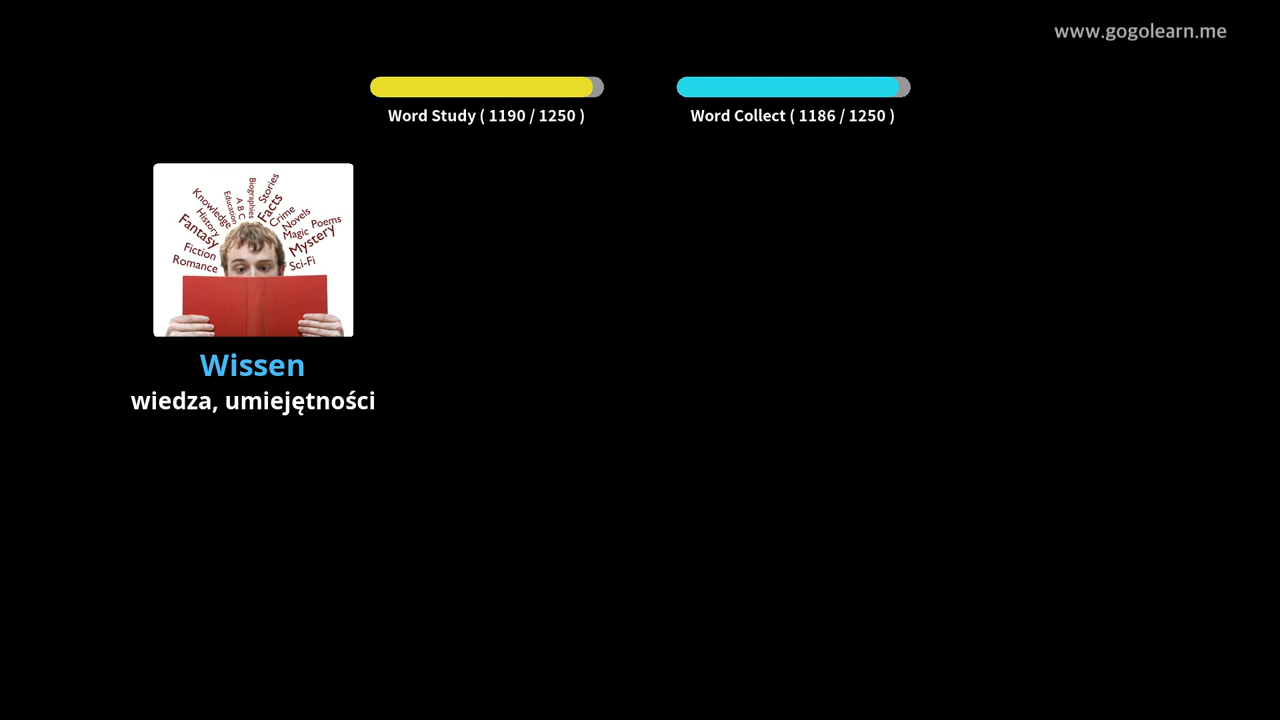 www.gogolearn.me
Word Study ( 1190 / 1250 )
Word Collect ( 1186 / 1250 )
Knowledge
History
Fantasy
Fiction
Romance
Education
A B C
Biographies
Stories
Facts
Crime
Novels
Magic
Poems
Mystery
Sci-Fi
Wissen
wiedza, umiejętności